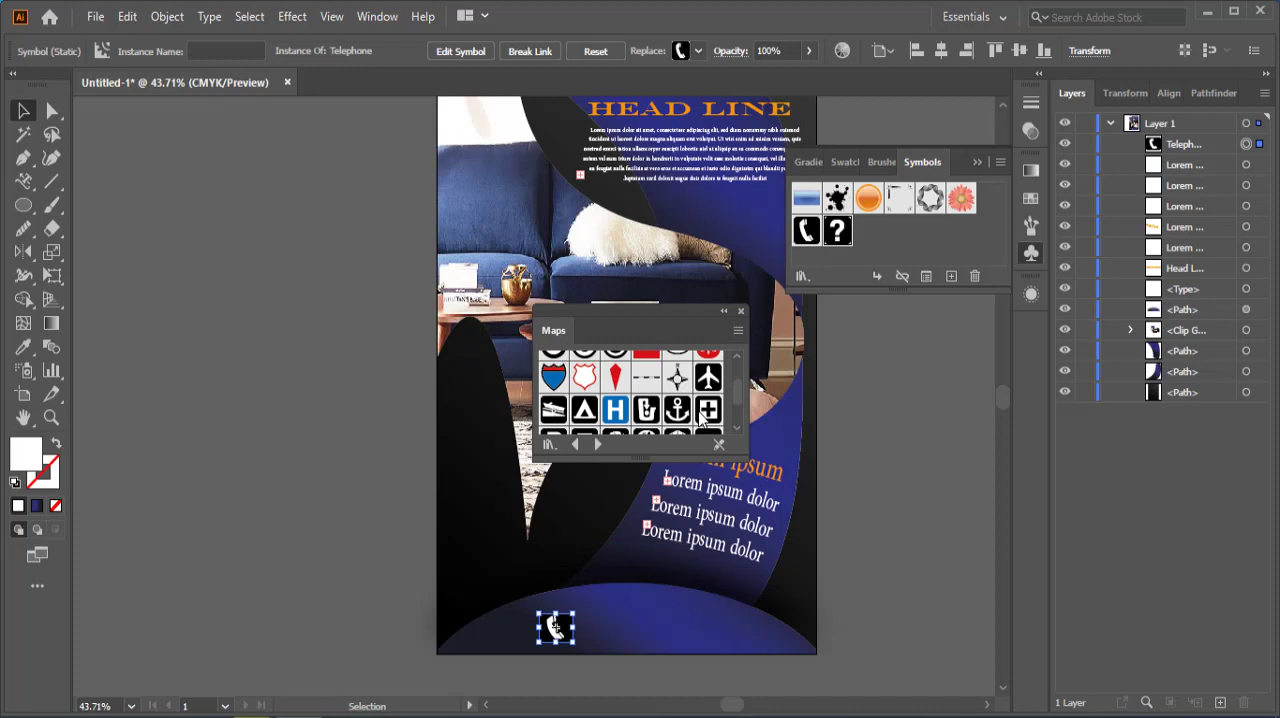 Ai File Edit Object Type Select Effect View Window Help Essentials Search Adobe Stock
Symbol (Static) Instance Name: Instance Of: Telephone Edit Symbol Break Link Reset Replace: Opacity: 100% Transform
Untitled-1* @ 43.71% (CMYK/Preview)
Layers Transform Align Pathfinder
HEAD LINE
Gradie Swatc Brushe Symbols
Layer 1
Teleph...
Lorem ...
Lorem ...
Lorem ...
Lorem ...
Lorem ...
Head L...
<Type>
<Path>
<Clip G...
<Path>
<Path>
<Path>
Maps
H
Lorem ipsum dolor
Lorem ipsum dolor
Lorem ipsum dolor
43.71% 1 Selection
1 Layer